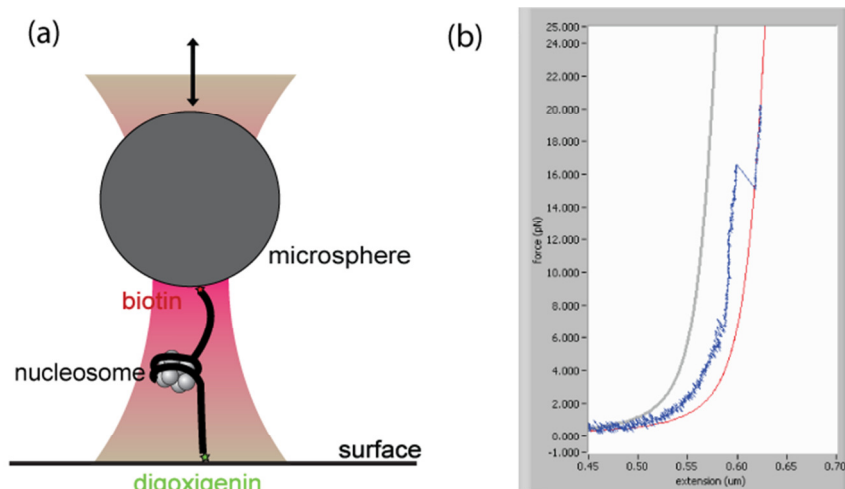 (a)
microsphere
biotin
nucleosome
surface
digoxigenin
(b)
25.000
24.000
22.000
20.000
18.000
16.000
14.000
12.000
10.000
8.000
6.000
4.000
2.000
0.000
-1.000
force (pN)
0.45 0.50 0.55 0.60 0.65 0.70
extension (um)